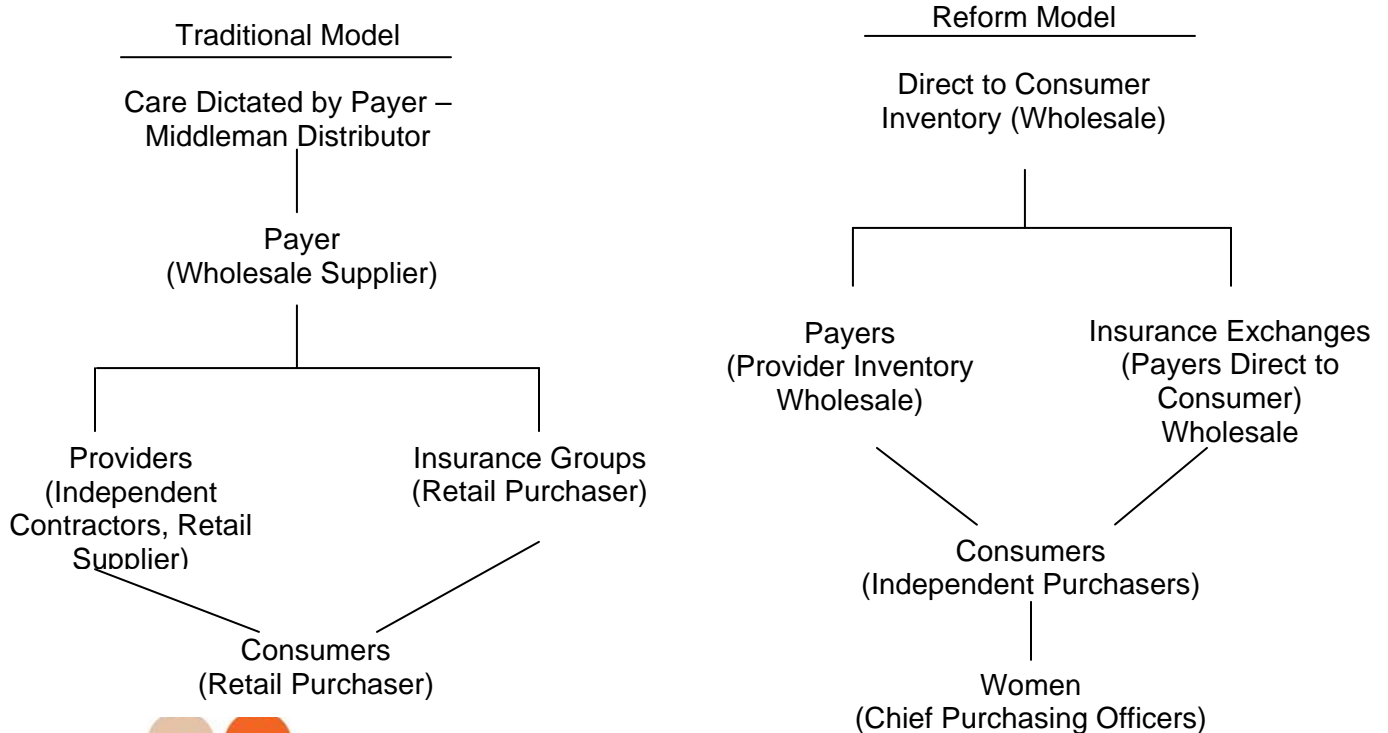 Traditional Model
Care Dictated by Payer –
Middleman Distributor
Payer
(Wholesale Supplier)
Providers
(Independent
Contractors, Retail
Supplier)
Insurance Groups
(Retail Purchaser)
Consumers
(Retail Purchaser)
Reform Model
Direct to Consumer
Inventory (Wholesale)
Payers
(Provider Inventory
Wholesale)
Insurance Exchanges
(Payers Direct to
Consumer)
Wholesale
Consumers
(Independent Purchasers)
Women
(Chief Purchasing Officers)